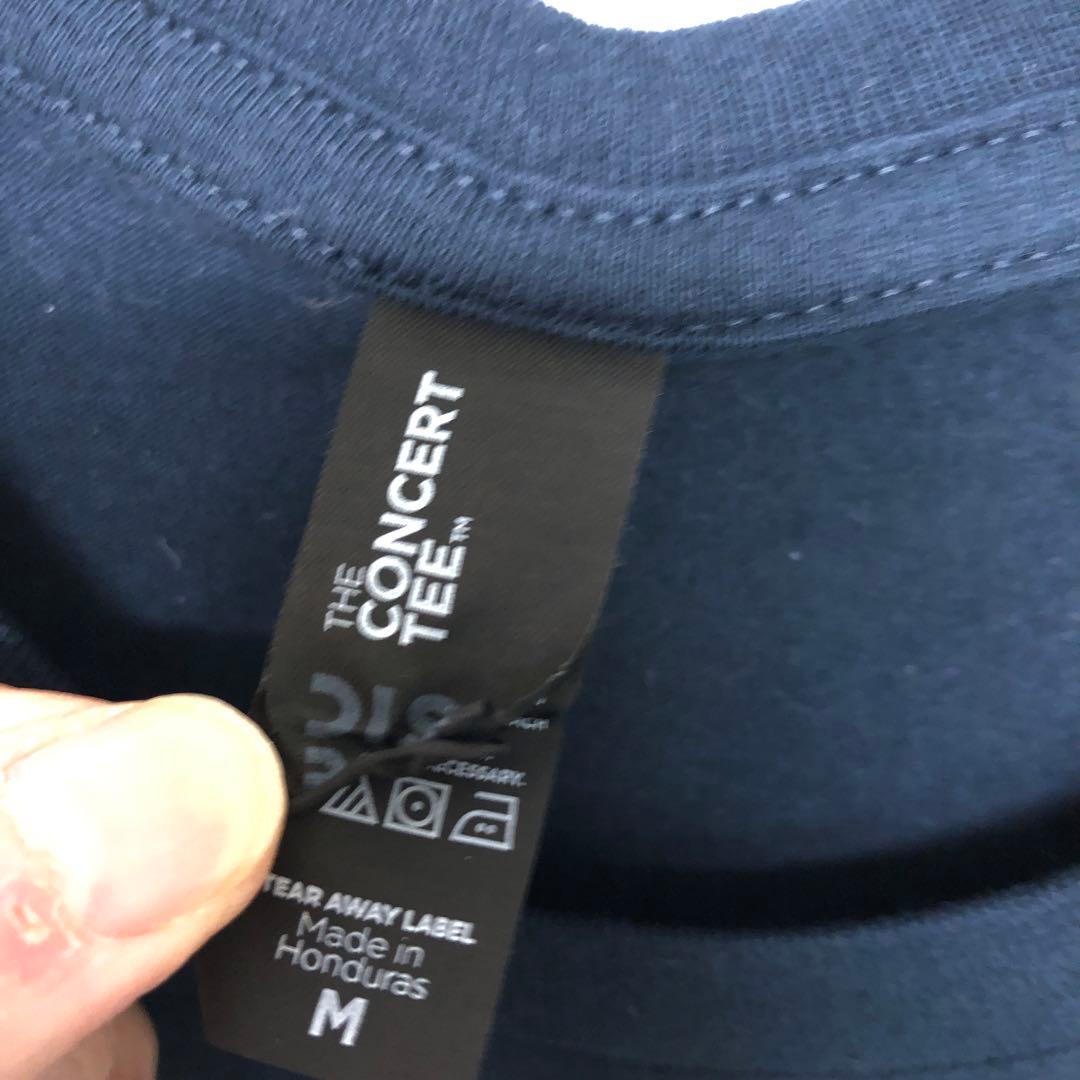 THE
CONCERT
TEE™
TEAR AWAY LABEL
Made in
Honduras
M